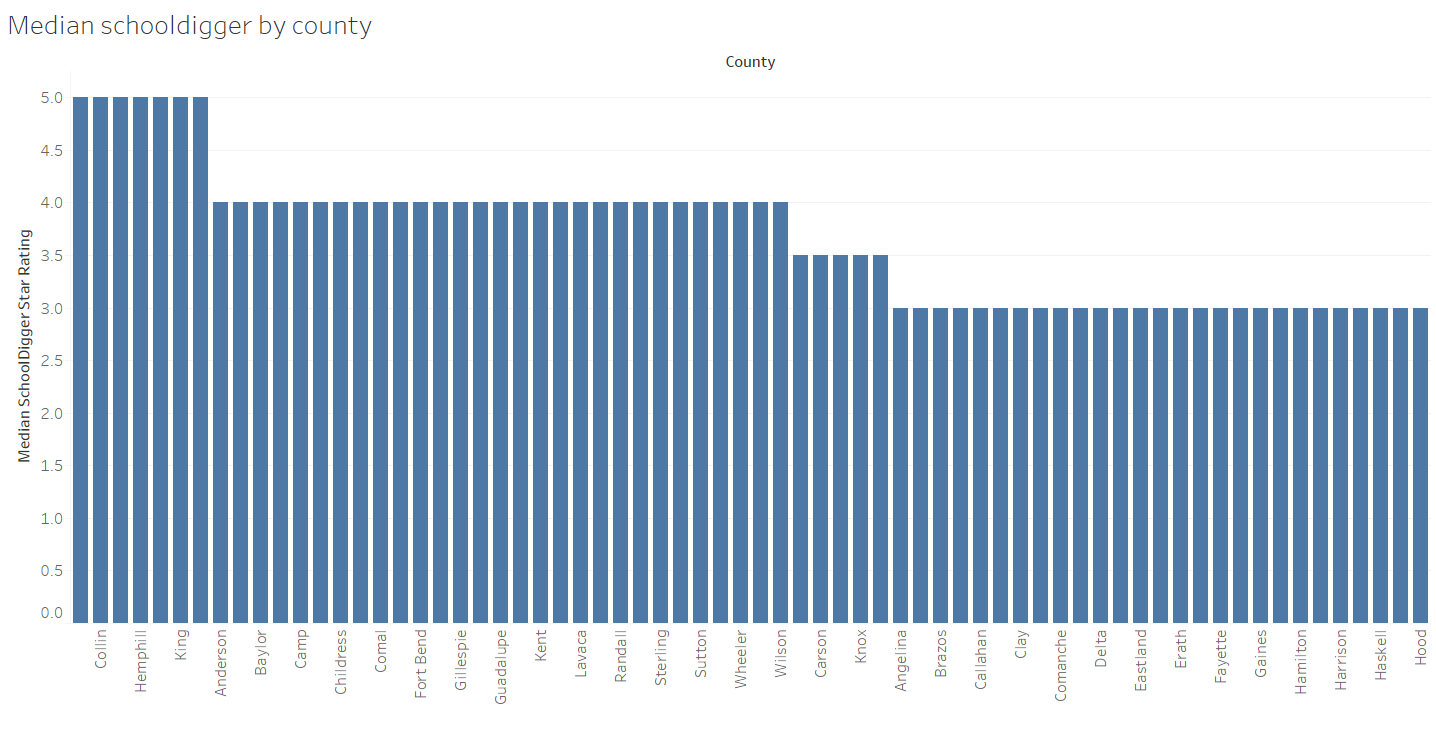 Median schooldigger by county
County
Median SchoolDigger Star Rating
5.0
4.5
4.0
3.5
3.0
2.5
2.0
1.5
1.0
0.5
0.0
Collin
Hemphill
King
Anderson
Baylor
Camp
Childress
Comal
Fort Bend
Gillespie
Guadalupe
Kent
Lavaca
Randall
Sterling
Sutton
Wheeler
Wilson
Carson
Knox
Angelina
Brazos
Callahan
Clay
Comanche
Delta
Eastland
Erath
Fayette
Gaines
Hamilton
Harrison
Haskell
Hood